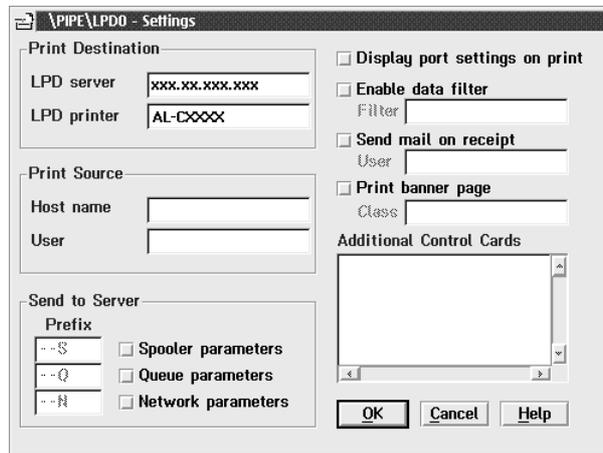 \PIPE\LPD0 - Settings
Print Destination
LPD server xxx.xx.xxx.xxx
LPD printer AL-CXXXX
Print Source
Host name
User
Send to Server
Prefix
--S Spooler parameters
--Q Queue parameters
--N Network parameters
Display port settings on print
Enable data filter
Filter
Send mail on receipt
User
Print banner page
Class
Additional Control Cards
OK Cancel Help